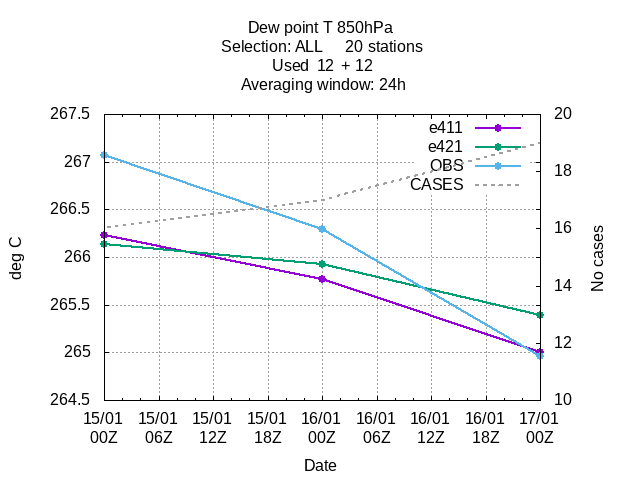 Dew point T 850hPa
Selection: ALL 20 stations
Used 12 + 12
Averaging window: 24h
267.5
267
266.5
266
265.5
265
264.5
deg C
20
18
16
14
12
10
No cases
e411
e421
OBS
CASES
15/01 15/01 15/01 15/01 16/01 16/01 16/01 16/01 17/01
00Z 06Z 12Z 18Z 00Z 06Z 12Z 18Z 00Z
Date